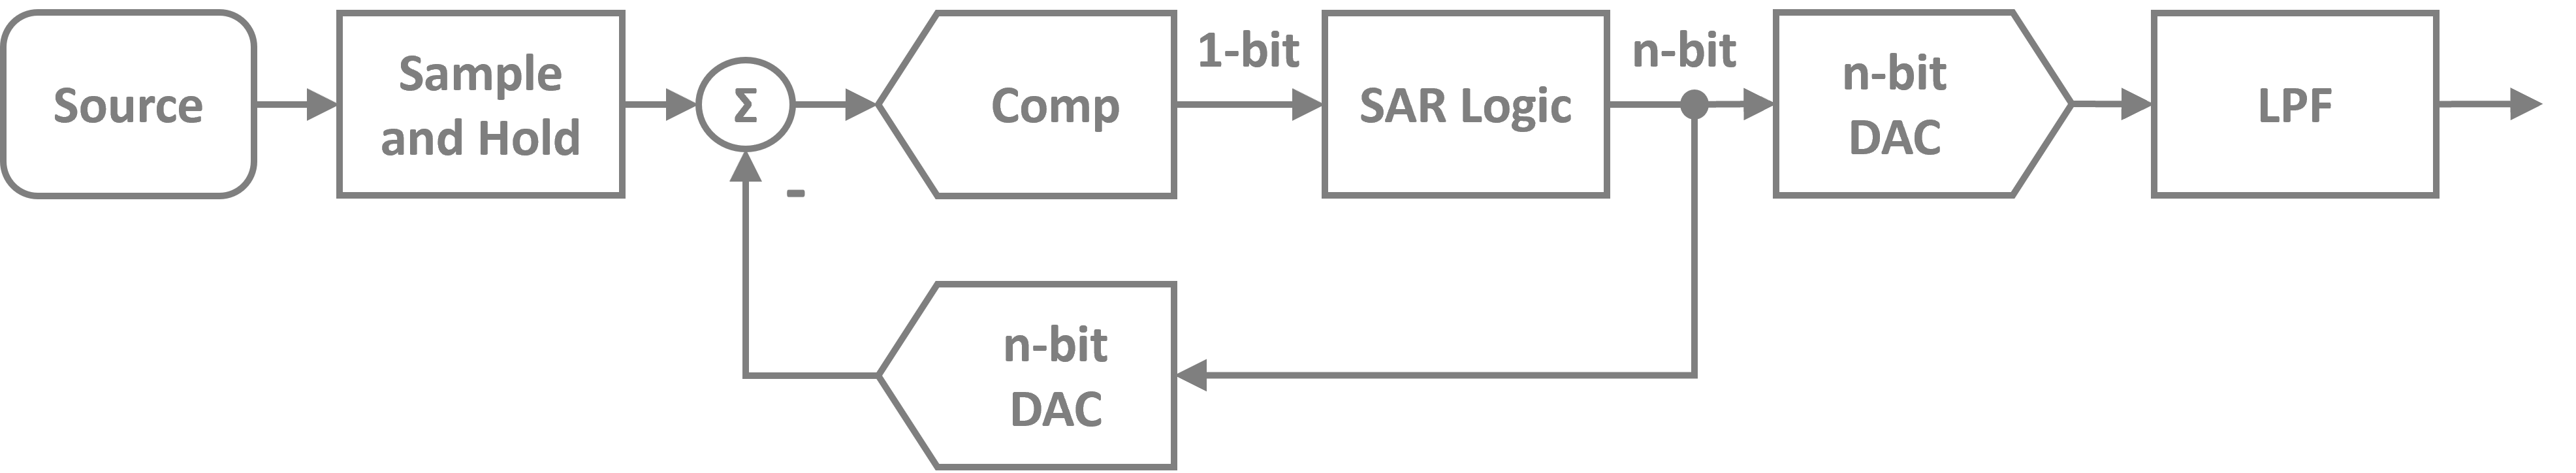 Source
Sample
and Hold
Σ
-
Comp
1-bit
SAR Logic
n-bit
n-bit
DAC
LPF
n-bit
DAC